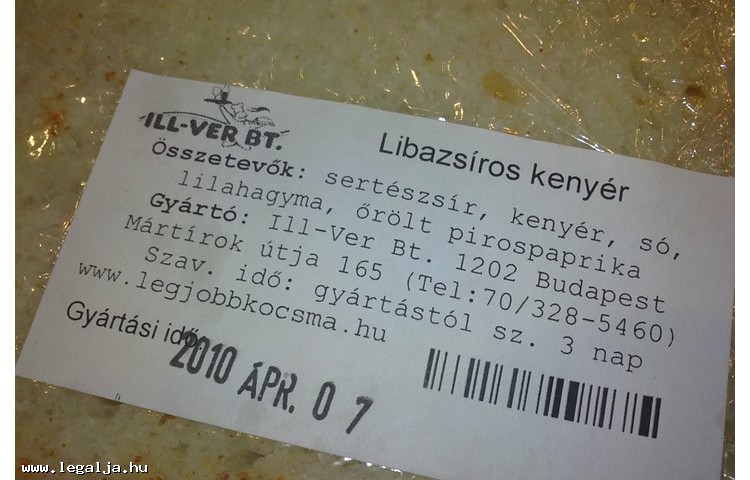 ILL-VER BT.
Libazsíros kenyér
Összetevők: sertészsír, kenyér, só,
lilahagyma, őrölt pirospaprika
Gyártó: Ill-Ver Bt. 1202 Budapest
Mártírok útja 165 (Tel:70/328-5460)
Szav. idő: gyártástól sz. 3 nap
www.legjobbkocsma.hu
Gyártási idő:
2010 ÁPR. 07
www.legalja.hu